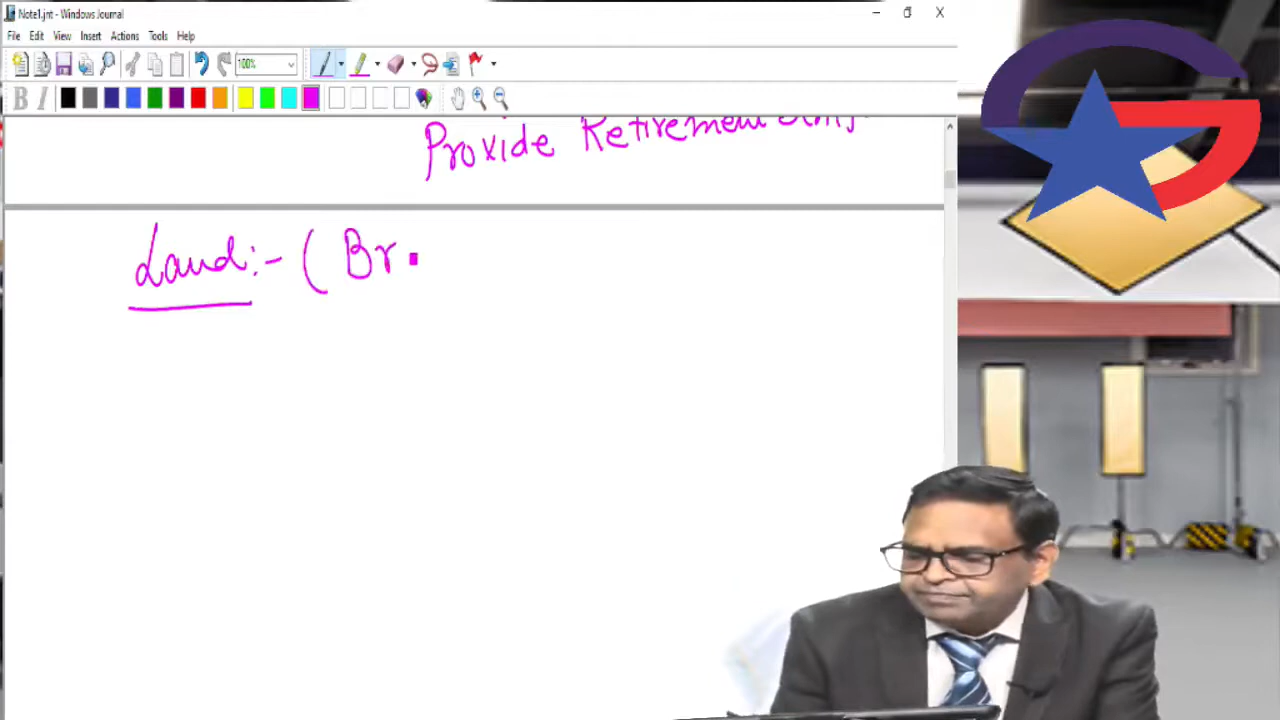 Note1.jnt - Windows Journal
File Edit View Insert Actions Tools Help
100%
B I
Provide Retirement
Land:- ( Br